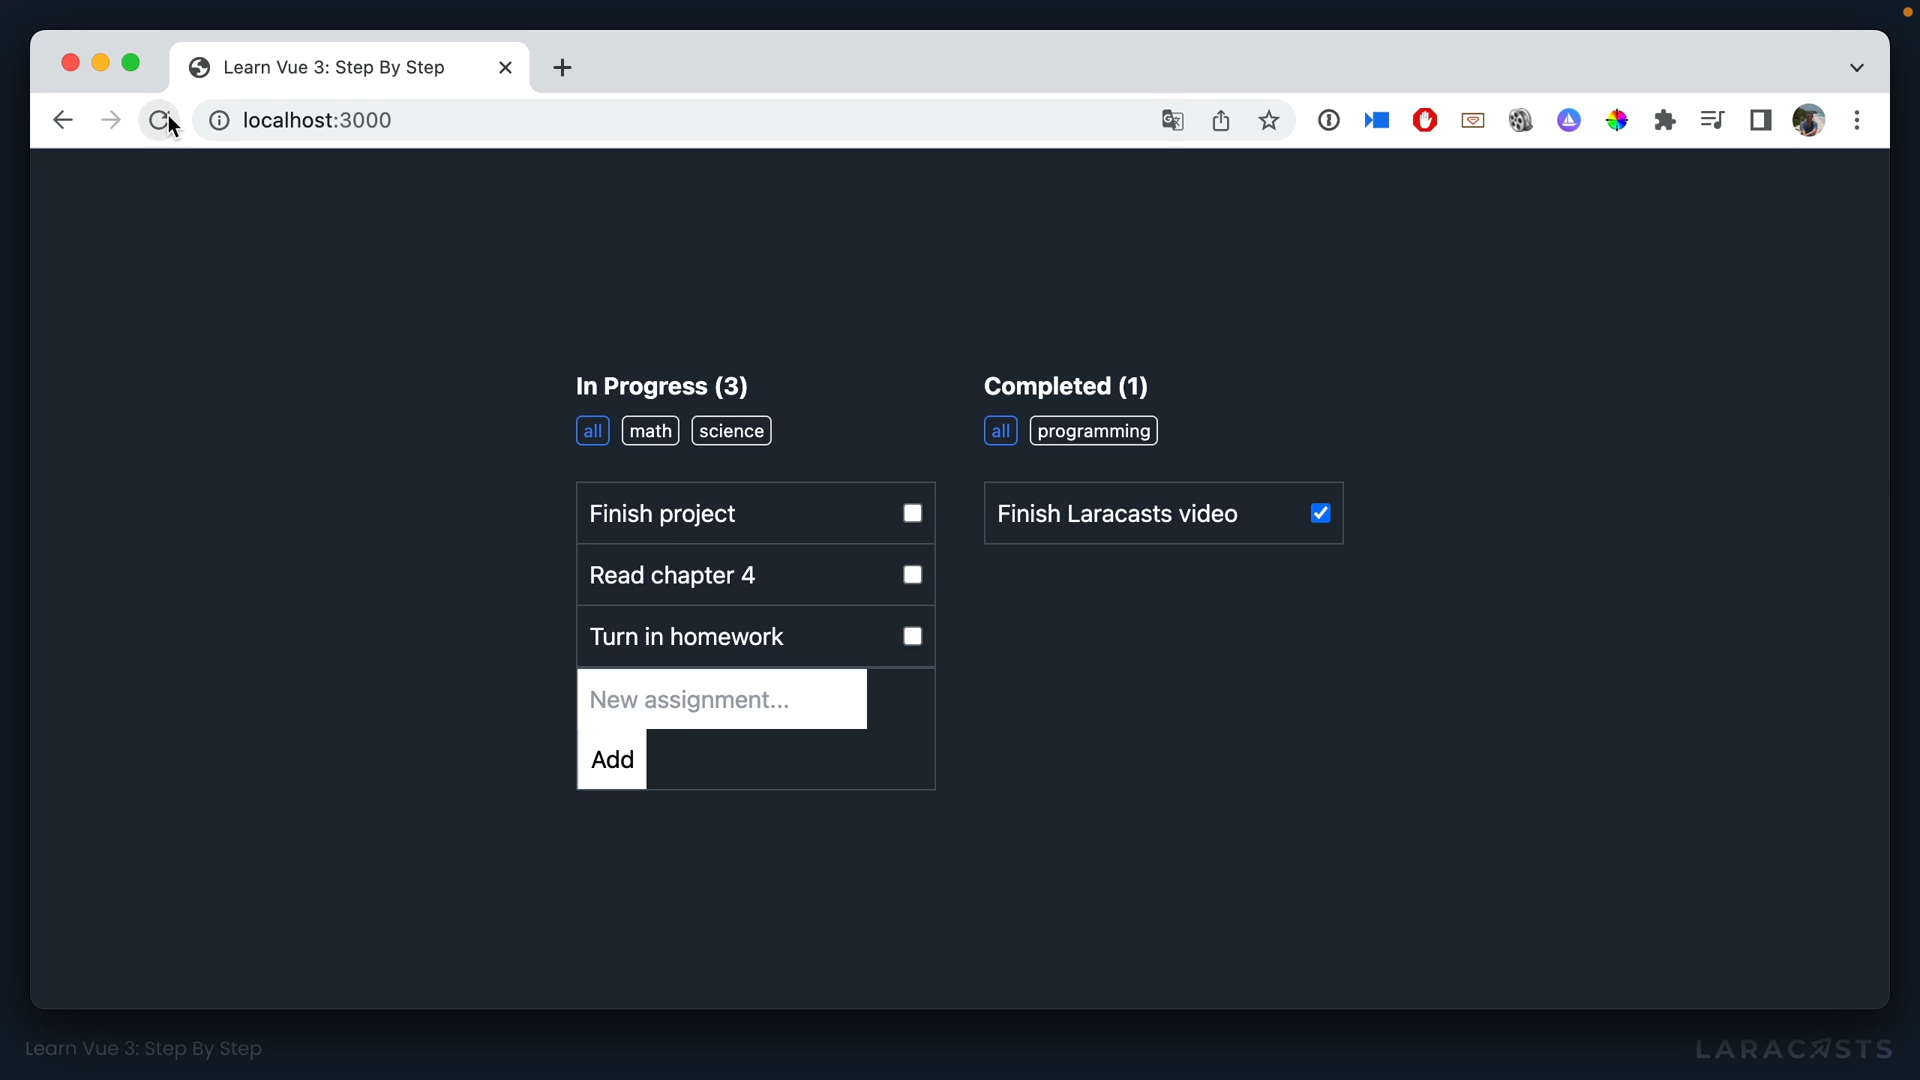 Learn Vue 3: Step By Step
localhost:3000
In Progress (3)
all math science
Finish project
Read chapter 4
Turn in homework
New assignment...
Add
Completed (1)
all programming
Finish Laracasts video
Learn Vue 3: Step By Step
LARACASTS